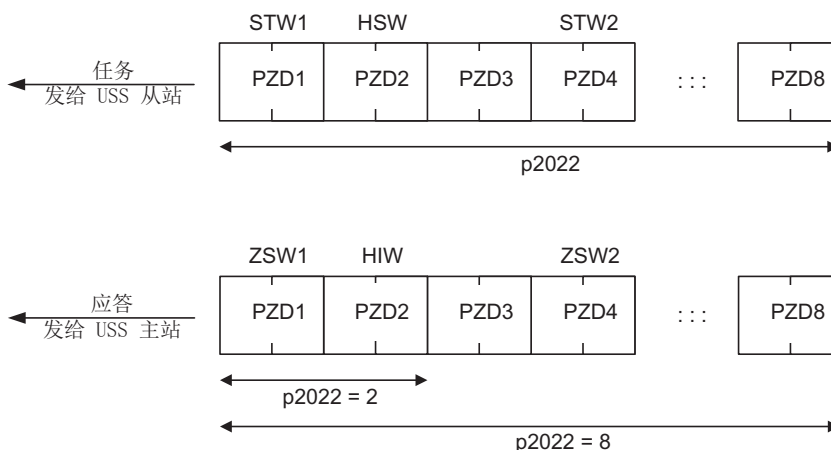 STW1 HSW STW2
任务
发给 USS 从站
PZD1 PZD2 PZD3 PZD4 : : : PZD8
p2022
ZSW1 HIW ZSW2
应答
发给 USS 主站
PZD1 PZD2 PZD3 PZD4 : : : PZD8
p2022 = 2
p2022 = 8